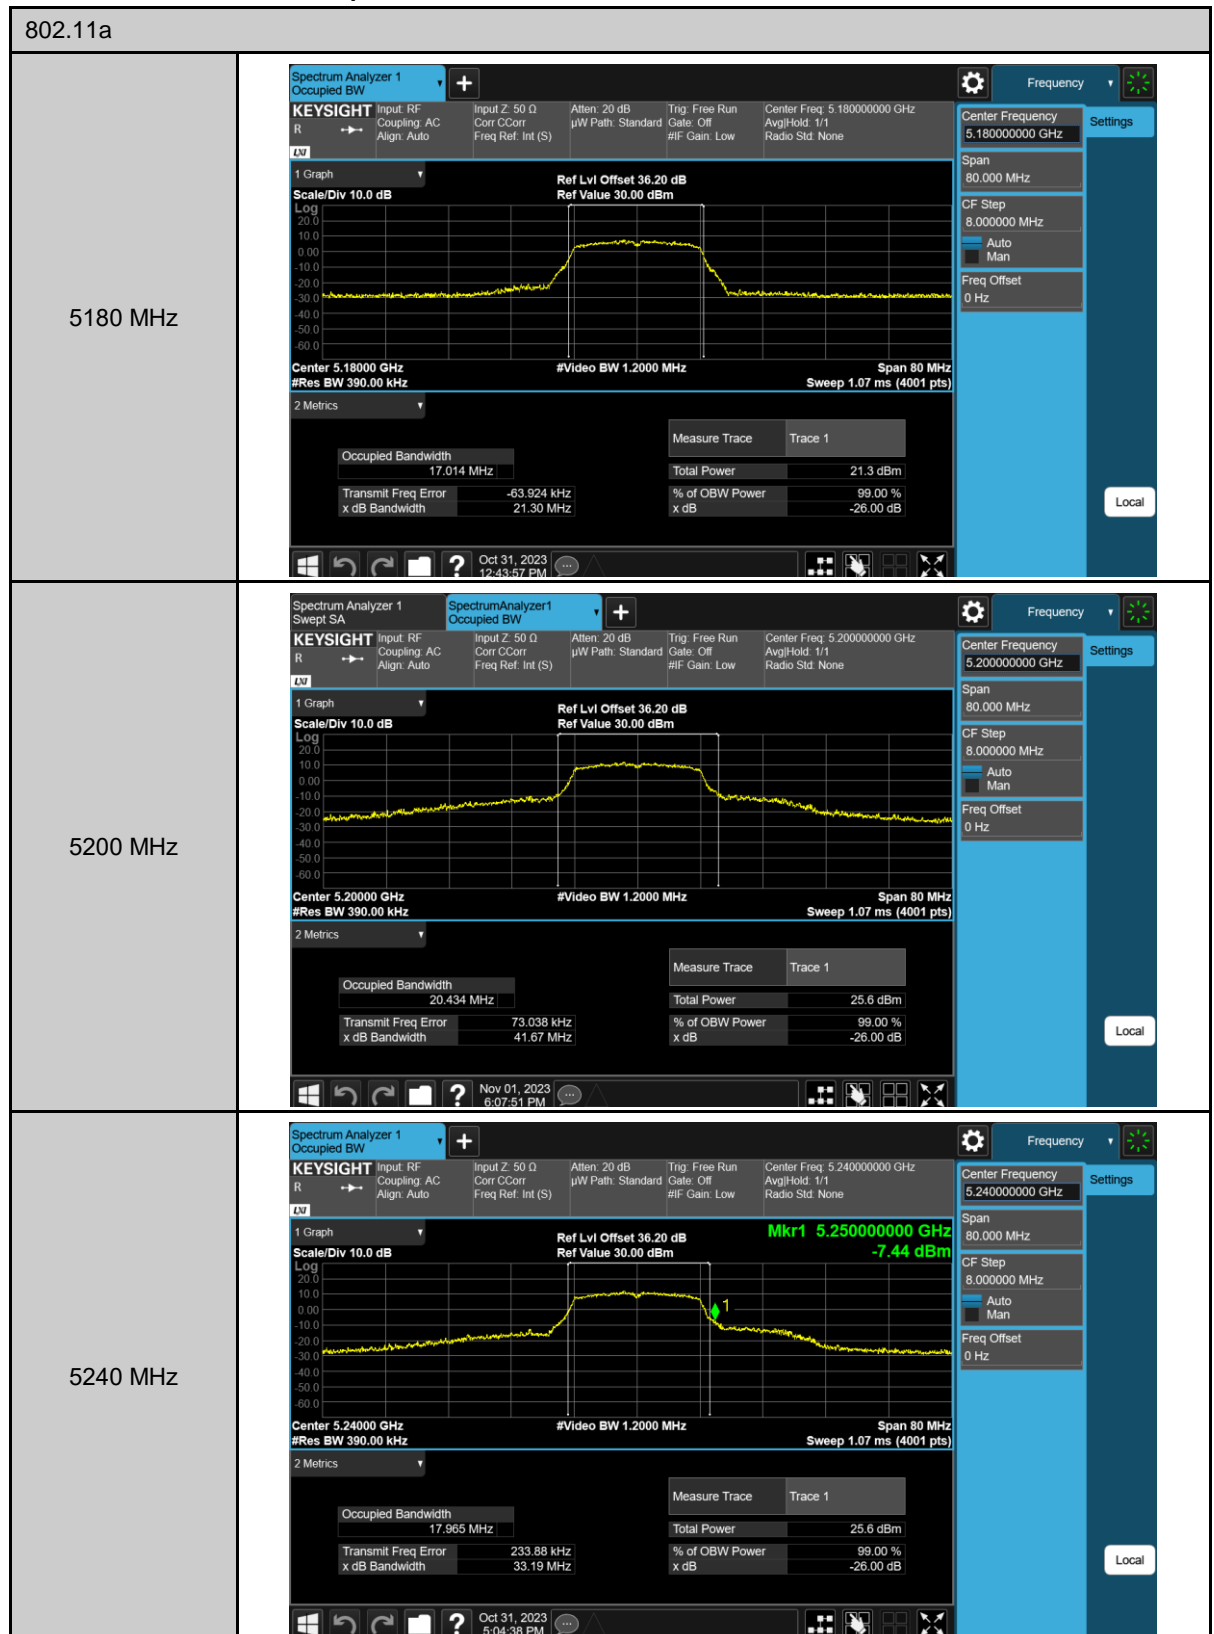 802.11a
5180 MHz
Spectrum Analyzer 1
Occupied BW
Frequency
KEYSIGHT
Input: RF
Coupling: AC
Align: Auto
Input Z: 50 Ω
Corr CCorr
Freq Ref: Int (S)
Atten: 20 dB
µW Path: Standard
Trig: Free Run
Gate: Off
#IF Gain: Low
Center Freq: 5.180000000 GHz
Avg|Hold: 1/1
Radio Std: None
R
LXI
Center Frequency
5.180000000 GHz
Settings
Span
80.000 MHz
CF Step
8.000000 MHz
Auto
Man
Freq Offset
0 Hz
Local
1 Graph
Scale/Div 10.0 dB
Ref Lvl Offset 36.20 dB
Ref Value 30.00 dBm
Log
20.0
10.0
0.00
-10.0
-20.0
-30.0
-40.0
-50.0
-60.0
Center 5.18000 GHz
#Video BW 1.2000 MHz
Span 80 MHz
#Res BW 390.00 kHz
Sweep 1.07 ms (4001 pts)
2 Metrics
Measure Trace Trace 1
Occupied Bandwidth
17.014 MHz
Total Power 21.3 dBm
Transmit Freq Error -63.924 kHz
% of OBW Power 99.00 %
x dB Bandwidth 21.30 MHz
x dB -26.00 dB
Oct 31, 2023
12:43:57 PM
5200 MHz
Spectrum Analyzer 1
Swept SA
SpectrumAnalyzer1
Occupied BW
Frequency
KEYSIGHT
Input: RF
Coupling: AC
Align: Auto
Input Z: 50 Ω
Corr CCorr
Freq Ref: Int (S)
Atten: 20 dB
µW Path: Standard
Trig: Free Run
Gate: Off
#IF Gain: Low
Center Freq: 5.200000000 GHz
Avg|Hold: 1/1
Radio Std: None
R
LXI
Center Frequency
5.200000000 GHz
Settings
Span
80.000 MHz
CF Step
8.000000 MHz
Auto
Man
Freq Offset
0 Hz
Local
1 Graph
Scale/Div 10.0 dB
Ref Lvl Offset 36.20 dB
Ref Value 30.00 dBm
Log
20.0
10.0
0.00
-10.0
-20.0
-30.0
-40.0
-50.0
-60.0
Center 5.20000 GHz
#Video BW 1.2000 MHz
Span 80 MHz
#Res BW 390.00 kHz
Sweep 1.07 ms (4001 pts)
2 Metrics
Measure Trace Trace 1
Occupied Bandwidth
20.434 MHz
Total Power 25.6 dBm
Transmit Freq Error 73.038 kHz
% of OBW Power 99.00 %
x dB Bandwidth 41.67 MHz
x dB -26.00 dB
Nov 01, 2023
6:07:51 PM
5240 MHz
Spectrum Analyzer 1
Occupied BW
Frequency
KEYSIGHT
Input: RF
Coupling: AC
Align: Auto
Input Z: 50 Ω
Corr CCorr
Freq Ref: Int (S)
Atten: 20 dB
µW Path: Standard
Trig: Free Run
Gate: Off
#IF Gain: Low
Center Freq: 5.240000000 GHz
Avg|Hold: 1/1
Radio Std: None
R
LXI
Center Frequency
5.240000000 GHz
Settings
Span
80.000 MHz
CF Step
8.000000 MHz
Auto
Man
Freq Offset
0 Hz
Local
1 Graph
Scale/Div 10.0 dB
Ref Lvl Offset 36.20 dB
Ref Value 30.00 dBm
Mkr1 5.250000000 GHz
-7.44 dBm
Log
20.0
10.0
0.00
-10.0
-20.0
-30.0
-40.0
-50.0
-60.0
1
Center 5.24000 GHz
#Video BW 1.2000 MHz
Span 80 MHz
#Res BW 390.00 kHz
Sweep 1.07 ms (4001 pts)
2 Metrics
Measure Trace Trace 1
Occupied Bandwidth
17.965 MHz
Total Power 25.6 dBm
Transmit Freq Error 233.88 kHz
% of OBW Power 99.00 %
x dB Bandwidth 33.19 MHz
x dB -26.00 dB
Oct 31, 2023
5:04:38 PM